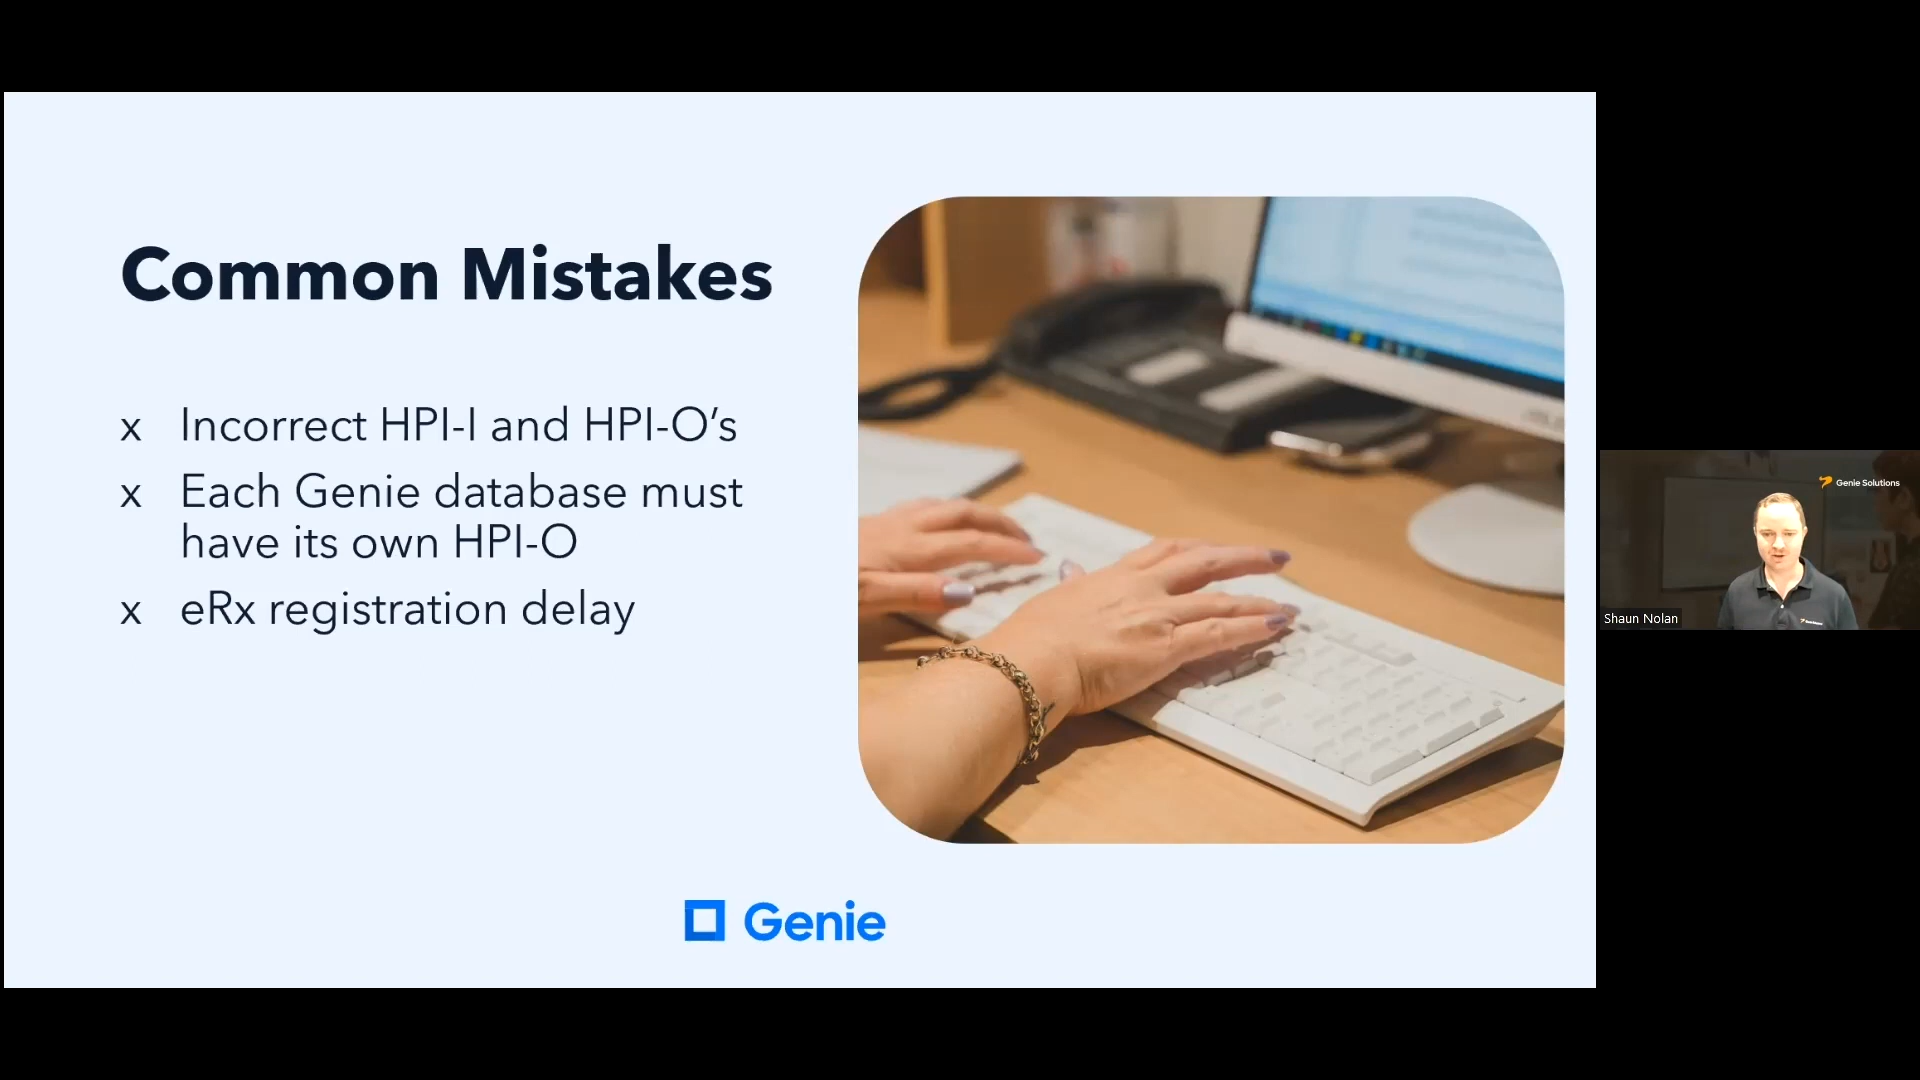 Common Mistakes
x Incorrect HPI-I and HPI-O’s
x Each Genie database must
have its own HPI-O
x eRx registration delay
Genie
Genie Solutions
Shaun Nolan